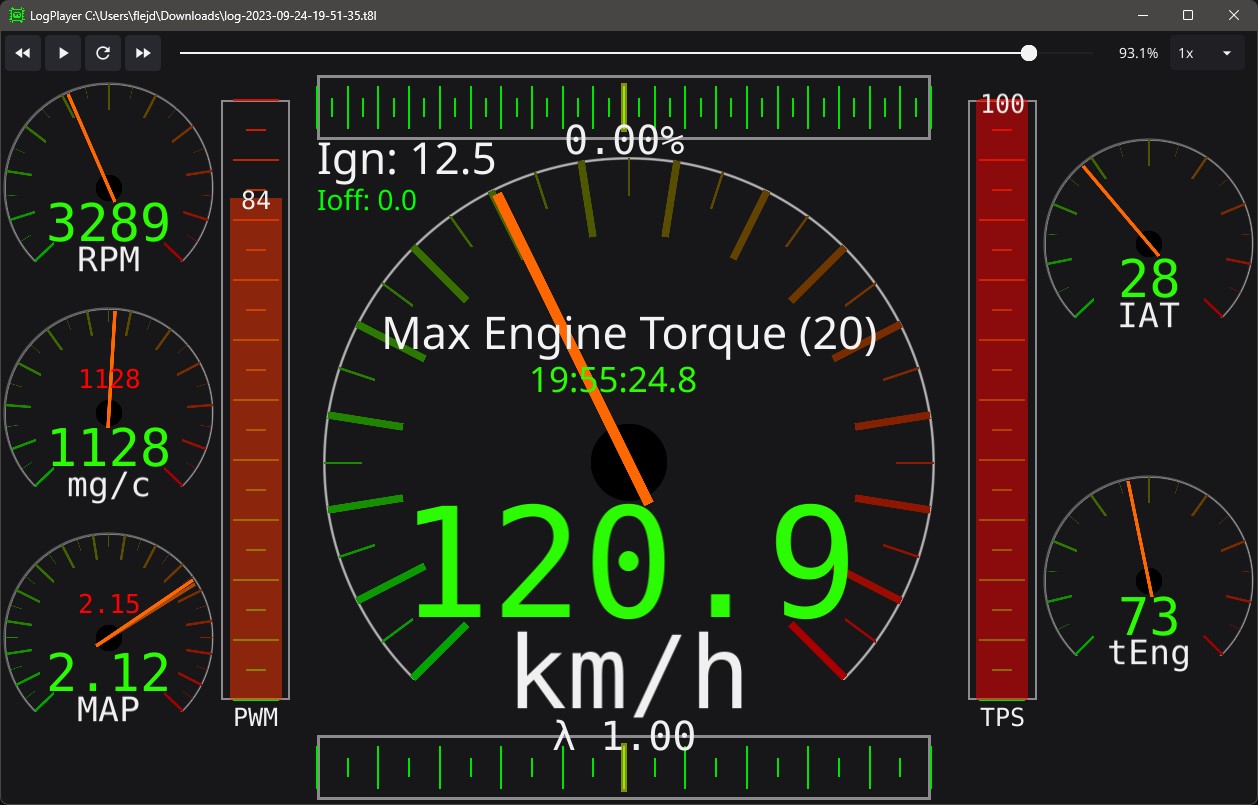 LogPlayer C:\Users\flejd\Downloads\log-2023-09-24-19-51-35.t8l
93.1%
1x
0.00%
Ign: 12.5
Ioff: 0.0
3289
RPM
84
100
28
IAT
Max Engine Torque (20)
19:55:24.8
1128
1128
mg/c
120.9
km/h
2.15
2.12
MAP
73
tEng
PWM
TPS
λ 1.00